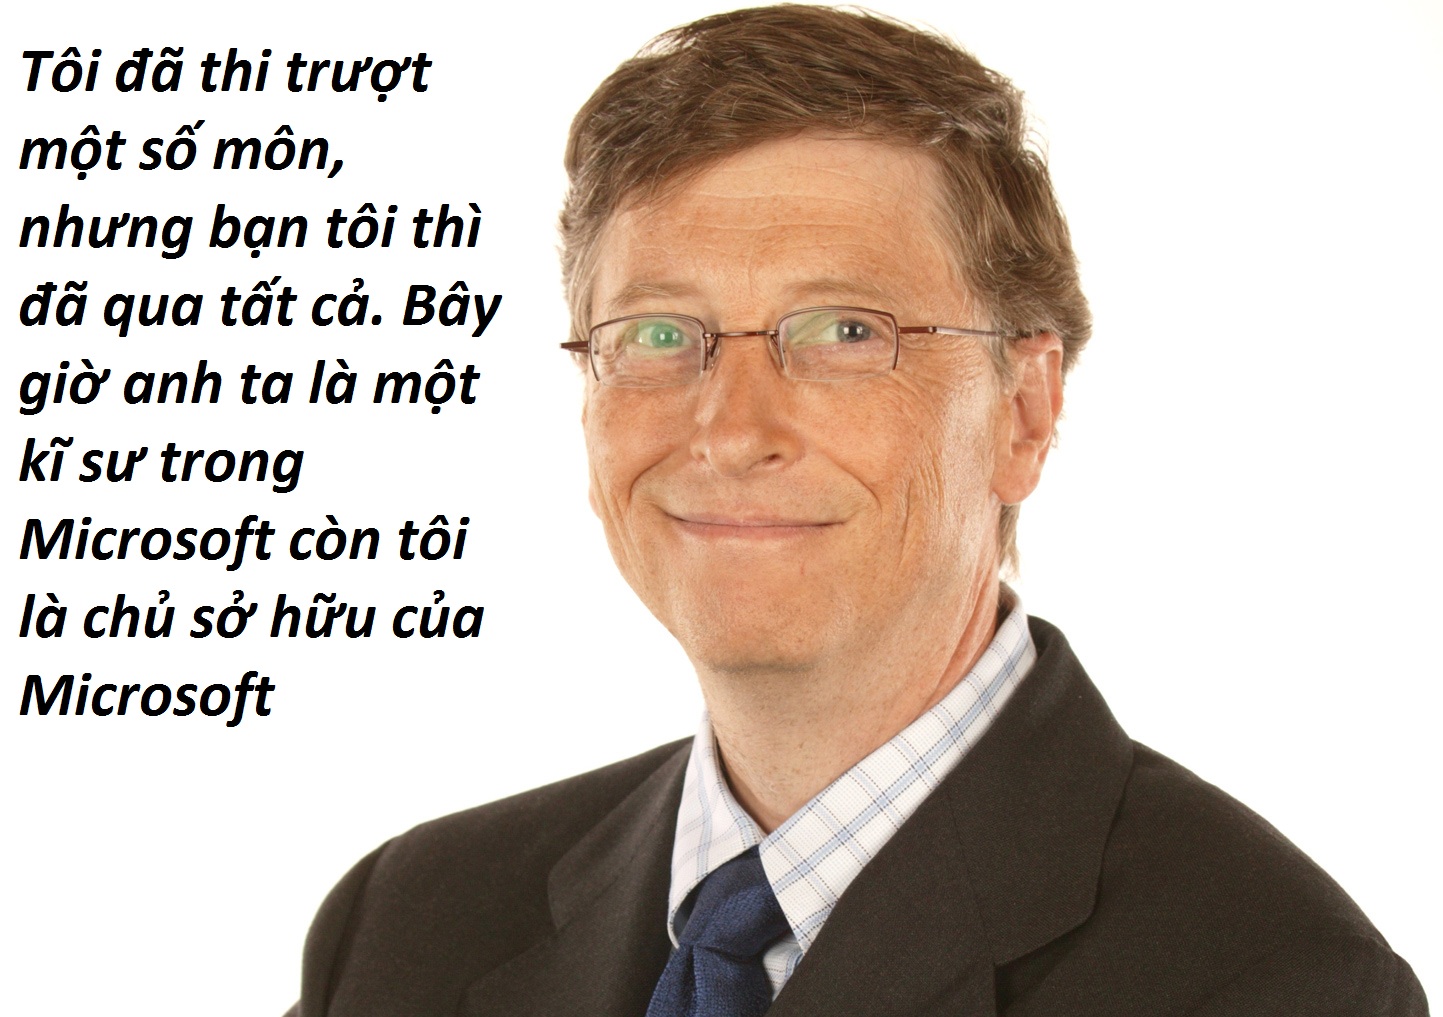 Tôi đã thi trượt
một số môn,
nhưng bạn tôi thì
đã qua tất cả. Bây
giờ anh ta là một
kĩ sư trong
Microsoft còn tôi
là chủ sở hữu của
Microsoft